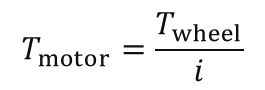 T_motor = T_wheel / i